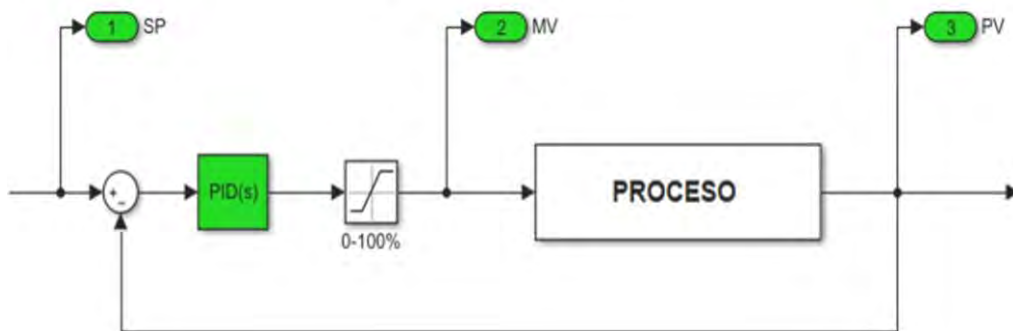 1 SP
2 MV
3 PV
+
−
PID(s)
0-100%
PROCESO